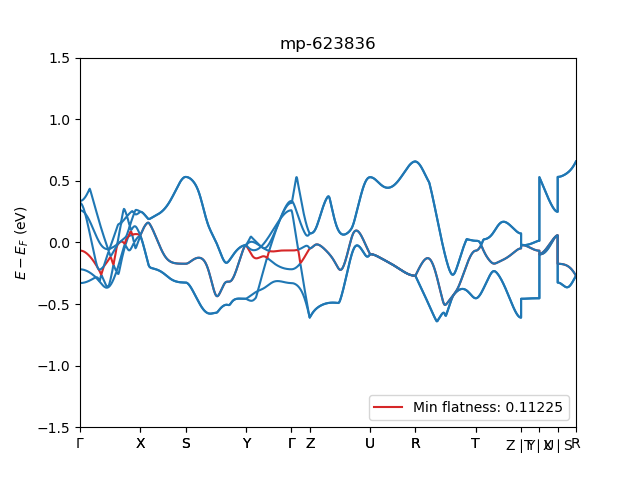 mp-623836
E − E_F (eV)
1.5
1.0
0.5
0.0
−0.5
−1.0
−1.5
Min flatness: 0.11225
Γ X S Y Γ Z U R T Z | Y | X | S R